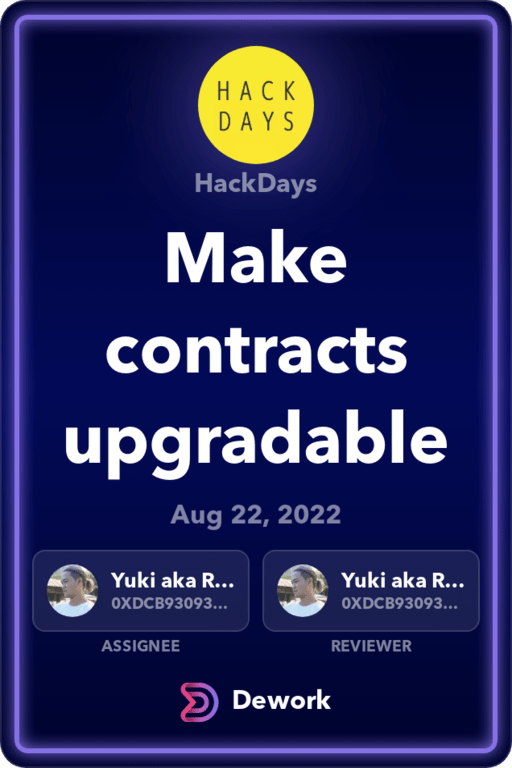 HACK
DAYS
HackDays
Make
contracts
upgradable
Aug 22, 2022
Yuki aka R... Yuki aka R...
0XDCB93093... 0XDCB93093...
ASSIGNEE REVIEWER
Dework